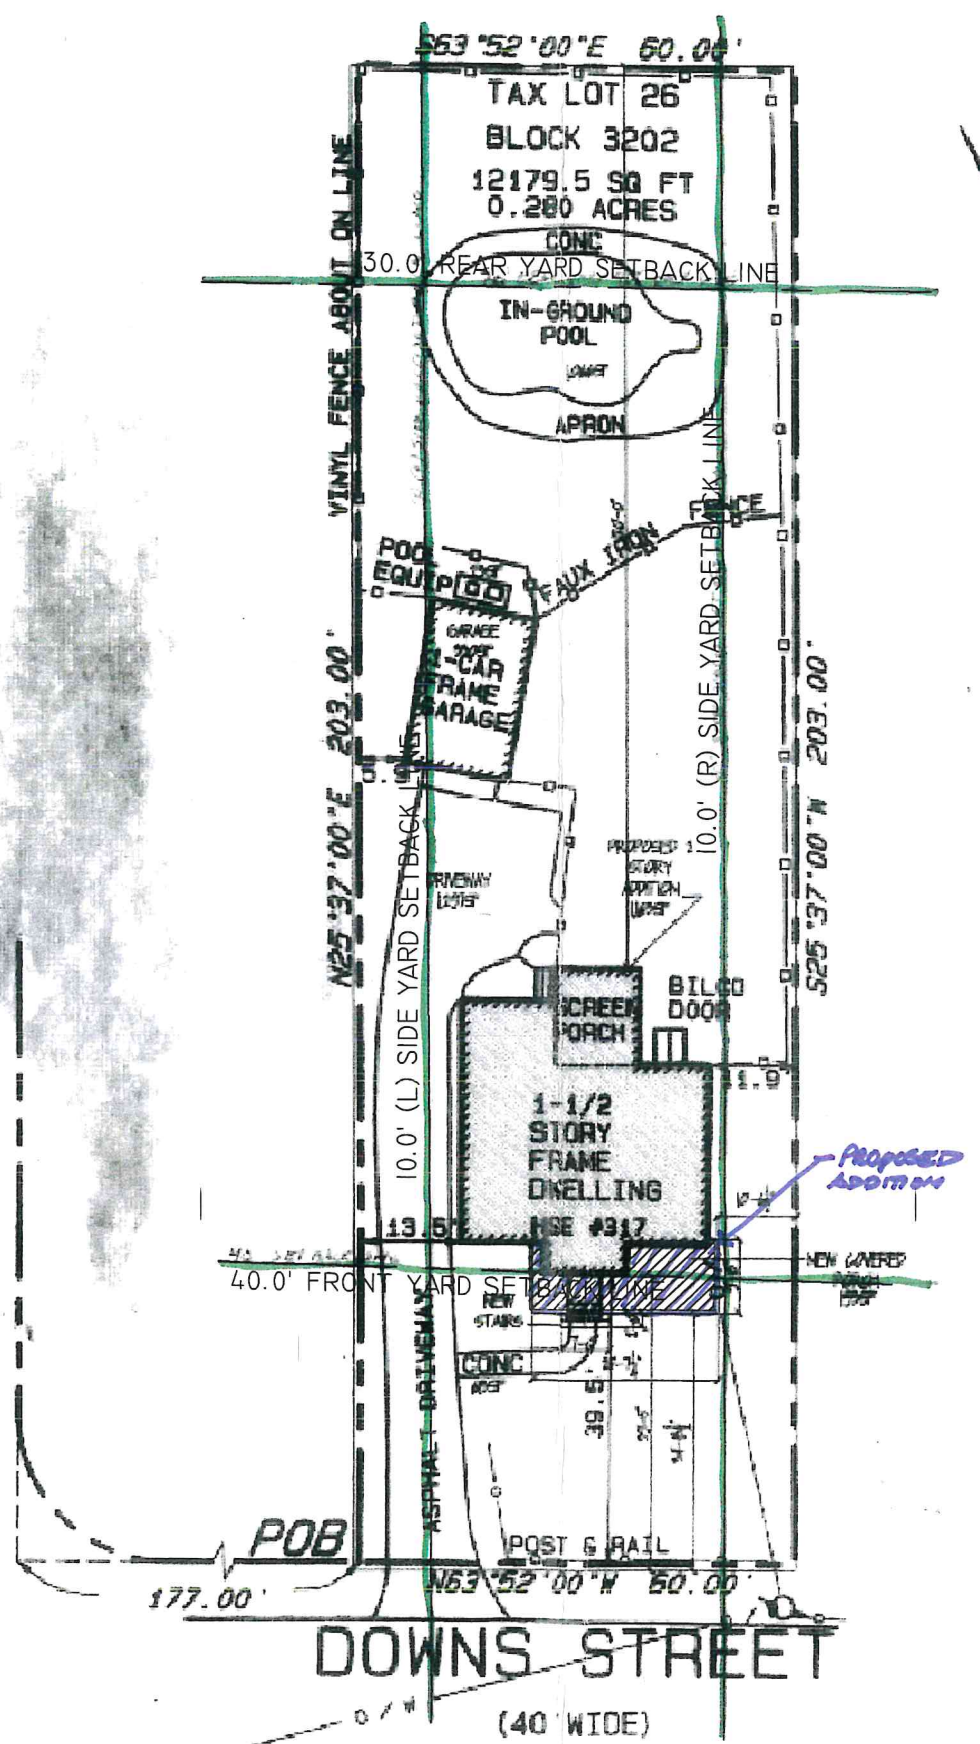 S63°52'00"E 60.00'
TAX LOT 26
BLOCK 3202
12179.5 SQ FT
0.280 ACRES
CONC
30.0' REAR YARD SETBACK LINE
IN-GROUND
POOL
APRON
VINYL FENCE ABOUT ON LINE
10.0' (R) SIDE YARD SETBACK LINE
FAUX IRON FENCE
POOL
EQUIP
GARAGE
1-CAR
FRAME
GARAGE
N25°37'00"E 203.00'
S25°37'00"W 203.00'
10.0' (L) SIDE YARD SETBACK LINE
DRIVEWAY
PROPOSED 1
STORY
ADDITION
SCREEN
PORCH
BILCO
DOOR
11.9
1-1/2
STORY
FRAME
DWELLING
HSE #317
PROPOSED
ADDITION
13.5'
40.0' FRONT YARD SETBACK LINE
NEW COVERED
PORCH
NEW
STAIRS
CONC
39.5'
ASPHALT DRIVEWAY
POB
POST & RAIL
177.00'
N63°52'00"W 60.00'
DOWNS STREET
O/W
(40' WIDE)